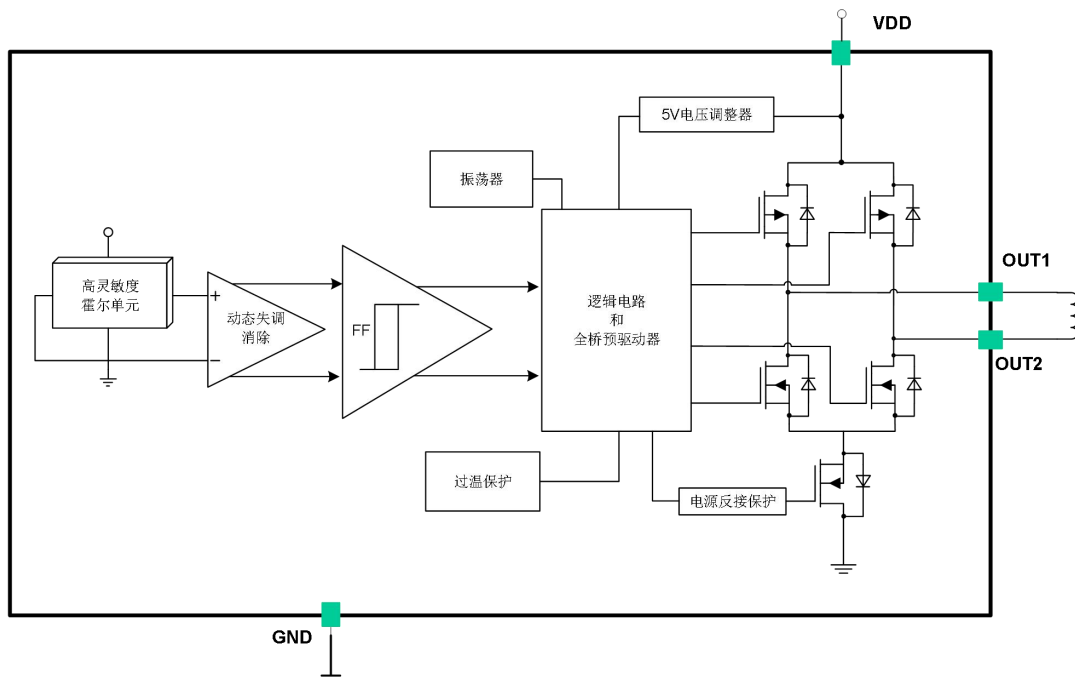 VDD
5V电压调整器
振荡器
OUT1
高灵敏度
霍尔单元
+
动态失调
消除
−
FF
逻辑电路
和
全桥预驱动器
OUT2
过温保护
电源反接保护
GND